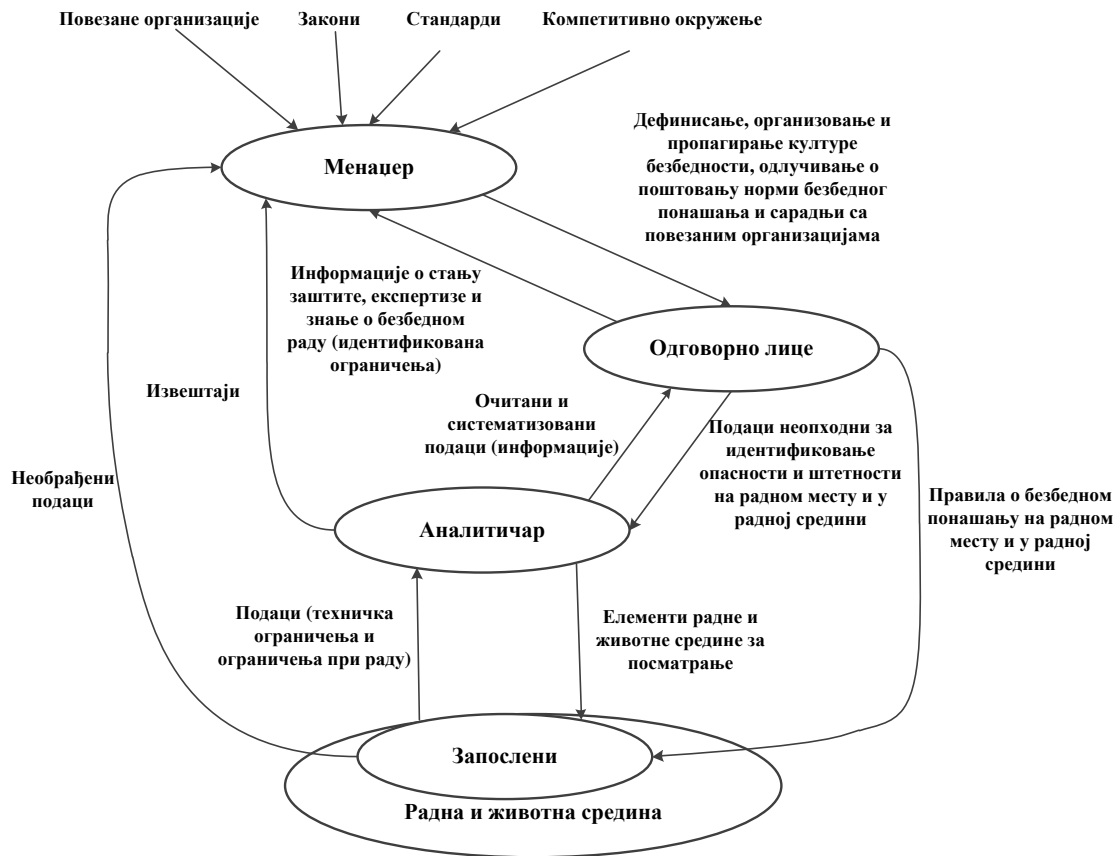 Повезане организације
Закони
Стандарди
Компетитивно окружење
Менаџер
Дефинисање, организовање и
пропагирање културе
безбедности, одлучивање о
поштовању норми безбедног
понашања и сарадњи са
повезаним организацијама
Информације о стању
заштите, експертизе и
знање о безбедном
раду (идентификована
ограничења)
Одговорно лице
Извештаји
Очитани и
систематизовани
подаци (информације)
Подаци неопходни за
идентификовање
опасности и штетности
на радном месту и у
радној средини
Необрађени
подаци
Правила о безбедном
понашању на радном
месту и у радној
средини
Аналитичар
Подаци (техничка
ограничења и
ограничења при раду)
Елементи радне и
животне средине за
посматрање
Запослени
Радна и животна средина